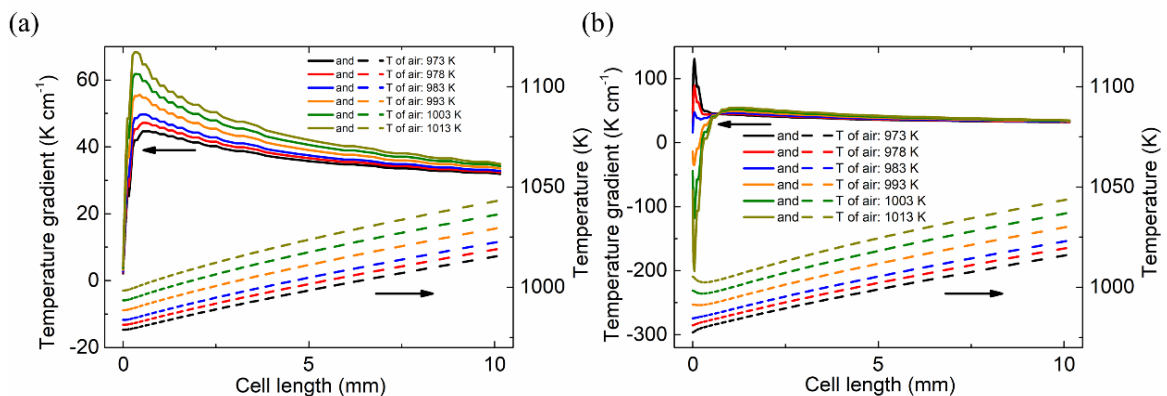 (a)
Temperature gradient (K cm⁻¹)
60
40
20
0
-20
and T of air: 973 K
and T of air: 978 K
and T of air: 983 K
and T of air: 993 K
and T of air: 1003 K
and T of air: 1013 K
1100
1050
1000
Temperature (K)
0
5
10
Cell length (mm)
(b)
Temperature gradient (K cm⁻¹)
100
50
0
-50
-100
-200
-300
and T of air: 973 K
and T of air: 978 K
and T of air: 983 K
and T of air: 993 K
and T of air: 1003 K
and T of air: 1013 K
1100
1050
1000
Temperature (K)
0
5
10
Cell length (mm)